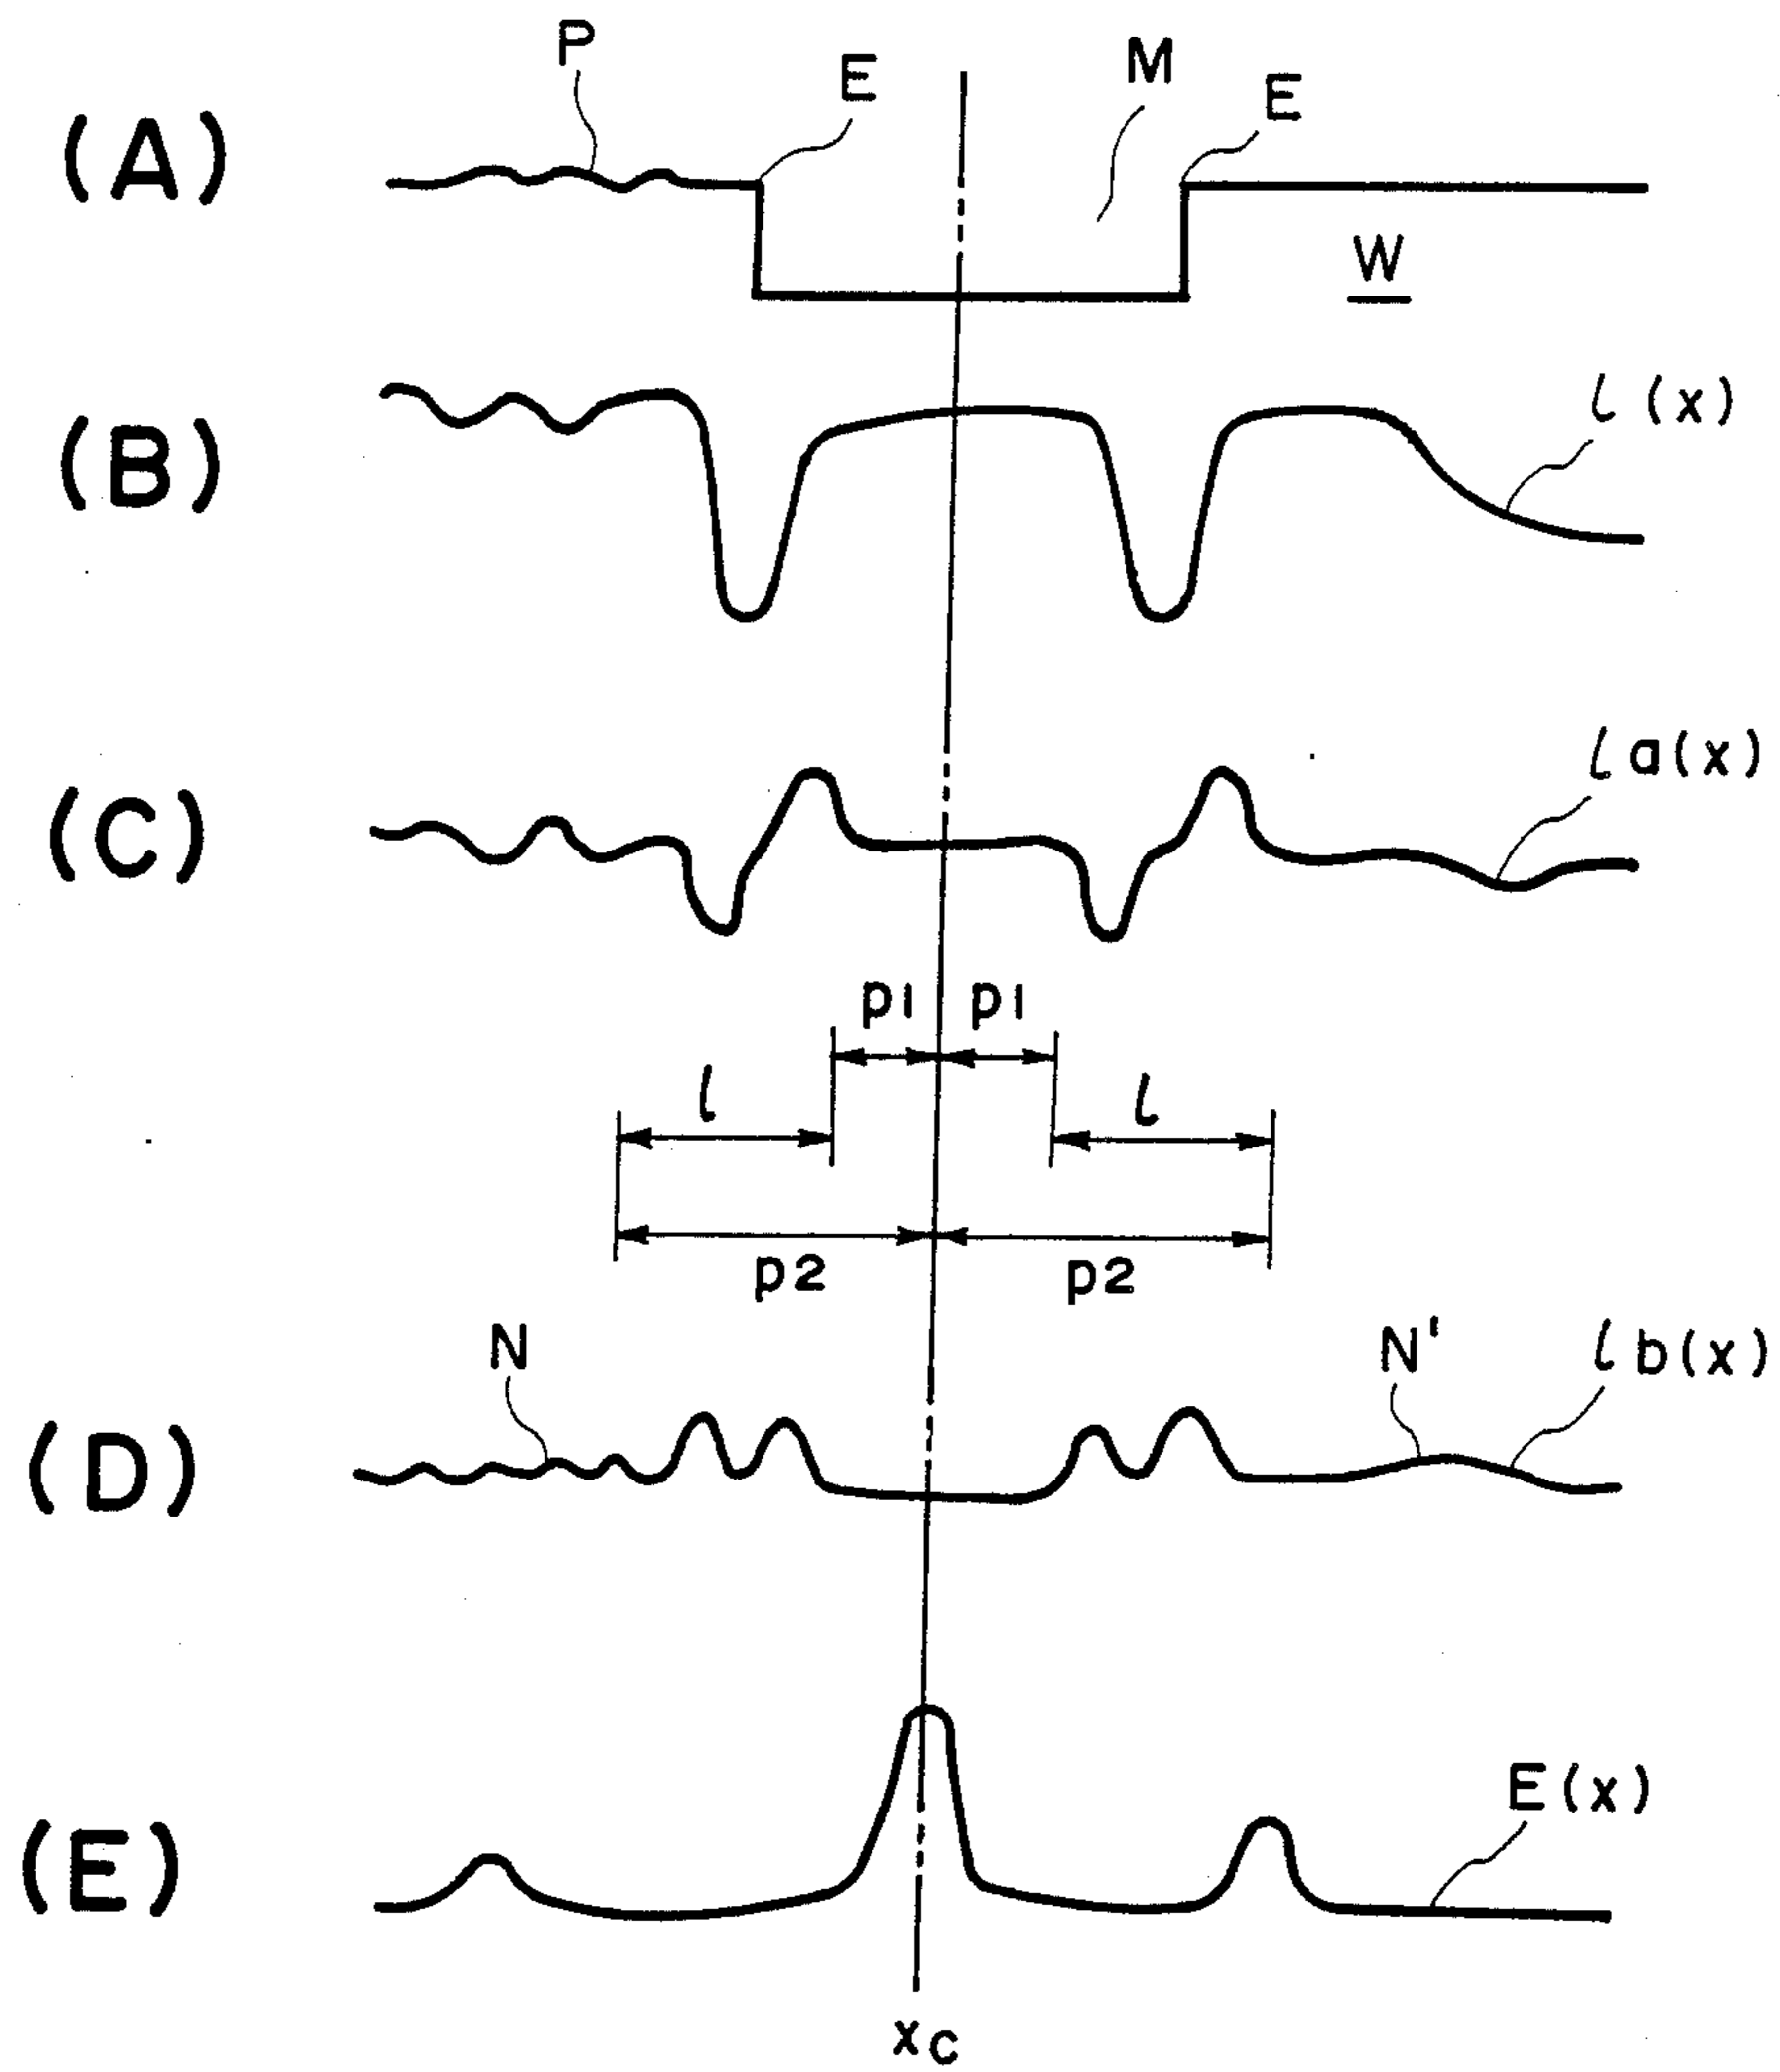 P
E
M
E
(A)
W
(B)
l(x)
(C)
la(x)
p1
p1
l
l
p2
p2
N
N'
lb(x)
(D)
(E)
E(x)
xc